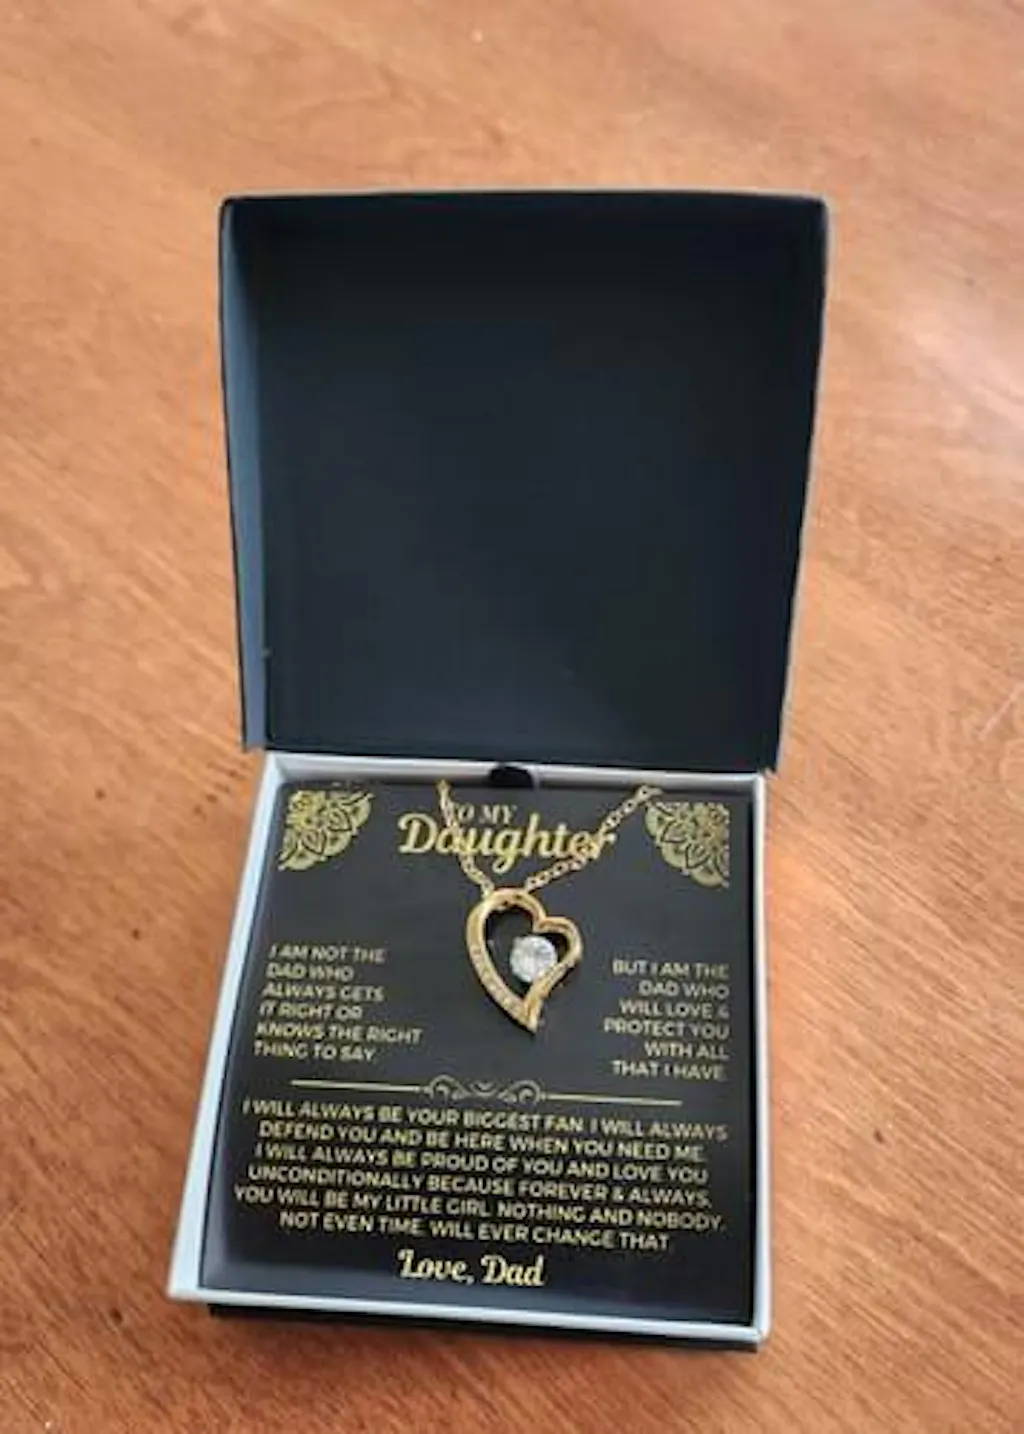 TO MY
Daughter
I AM NOT THE
DAD WHO
ALWAYS GETS
IT RIGHT OR
KNOWS THE RIGHT
THING TO SAY.
BUT I AM THE
DAD WHO
WILL LOVE &
PROTECT YOU
WITH ALL
THAT I HAVE.
I WILL ALWAYS BE YOUR BIGGEST FAN. I WILL ALWAYS
DEFEND YOU AND BE HERE WHEN YOU NEED ME.
I WILL ALWAYS BE PROUD OF YOU AND LOVE YOU
UNCONDITIONALLY BECAUSE FOREVER & ALWAYS,
YOU WILL BE MY LITTLE GIRL. NOTHING AND NOBODY,
NOT EVEN TIME, WILL EVER CHANGE THAT.
Love, Dad